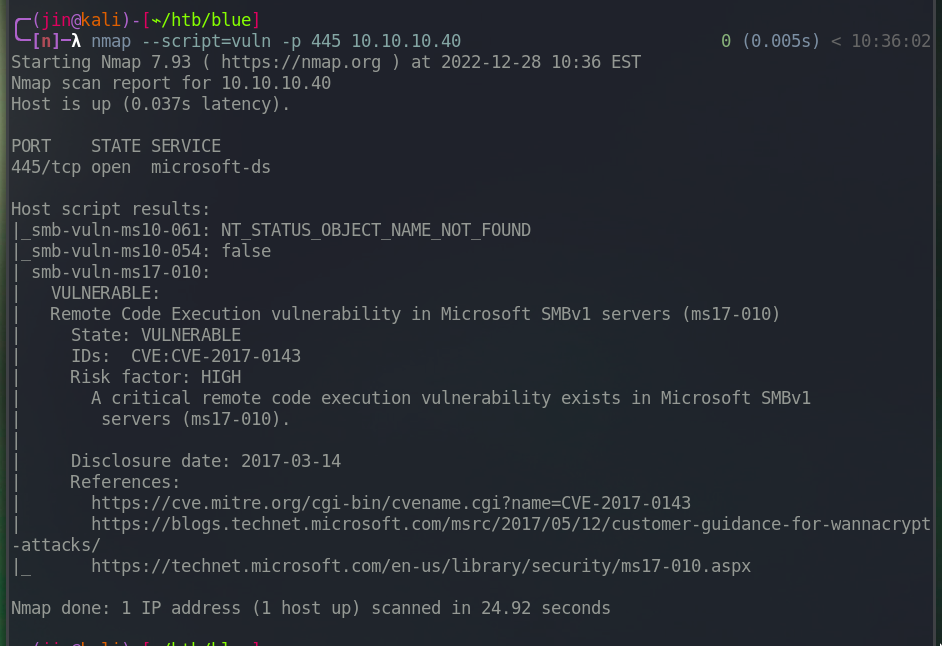 ┌─(jin@kali)-[~/htb/blue]
└─[n]─λ nmap --script=vuln -p 445 10.10.10.40 0 (0.005s) < 10:36:02
Starting Nmap 7.93 ( https://nmap.org ) at 2022-12-28 10:36 EST
Nmap scan report for 10.10.10.40
Host is up (0.037s latency).

PORT    STATE SERVICE
445/tcp open  microsoft-ds

Host script results:
|_smb-vuln-ms10-061: NT_STATUS_OBJECT_NAME_NOT_FOUND
|_smb-vuln-ms10-054: false
| smb-vuln-ms17-010:
|   VULNERABLE:
|   Remote Code Execution vulnerability in Microsoft SMBv1 servers (ms17-010)
|     State: VULNERABLE
|     IDs:  CVE:CVE-2017-0143
|     Risk factor: HIGH
|       A critical remote code execution vulnerability exists in Microsoft SMBv1
|        servers (ms17-010).
|
|     Disclosure date: 2017-03-14
|     References:
|       https://cve.mitre.org/cgi-bin/cvename.cgi?name=CVE-2017-0143
|       https://blogs.technet.microsoft.com/msrc/2017/05/12/customer-guidance-for-wannacrypt
-attacks/
|_      https://technet.microsoft.com/en-us/library/security/ms17-010.aspx

Nmap done: 1 IP address (1 host up) scanned in 24.92 seconds

(jin@kali)-[~/htb/blue]